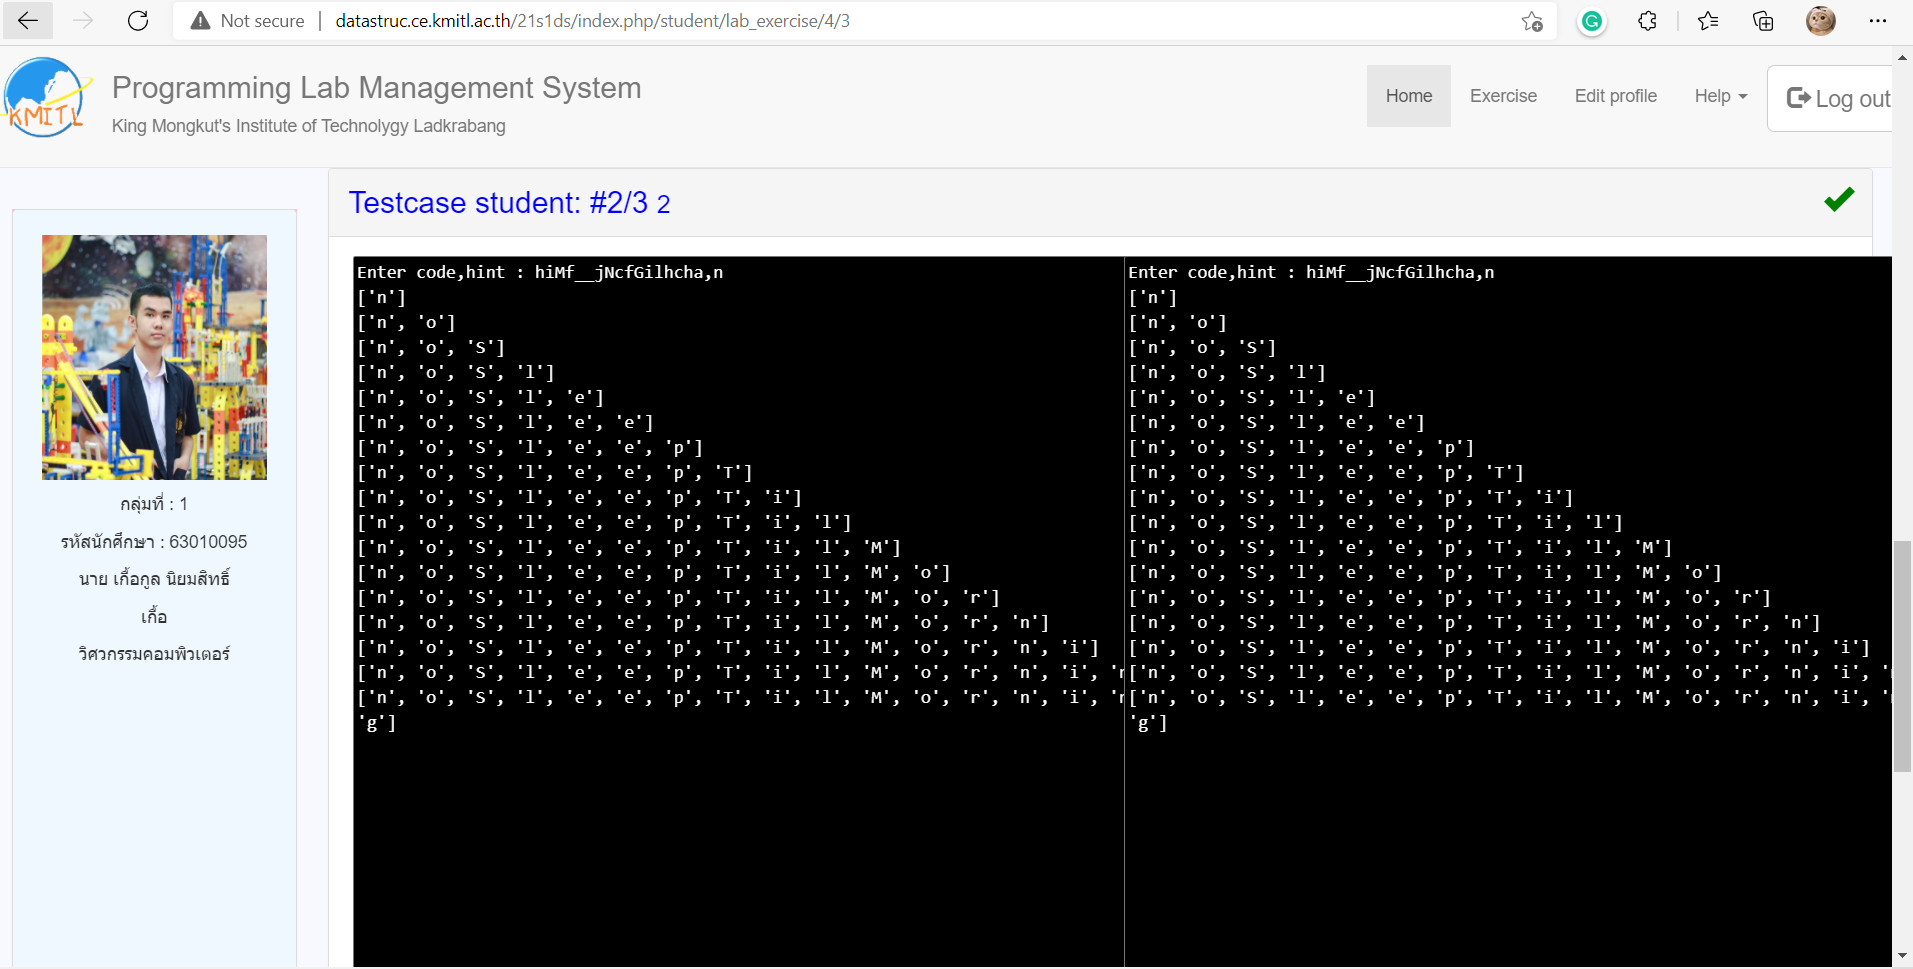 Not secure | datastruc.ce.kmitl.ac.th/21s1ds/index.php/student/lab_exercise/4/3
KMITL
Programming Lab Management System
King Mongkut's Institute of Technolygy Ladkrabang
Home Exercise Edit profile Help Log out
กลุ่มที่ : 1
รหัสนักศึกษา : 63010095
นาย เกื้อกูล นิยมสิทธิ์
เกื้อ
วิศวกรรมคอมพิวเตอร์
Testcase student: #2/3 2
Enter code,hint : hiMf__jNcfGilhcha,n
['n']
['n', 'o']
['n', 'o', 'S']
['n', 'o', 'S', 'l']
['n', 'o', 'S', 'l', 'e']
['n', 'o', 'S', 'l', 'e', 'e']
['n', 'o', 'S', 'l', 'e', 'e', 'p']
['n', 'o', 'S', 'l', 'e', 'e', 'p', 'T']
['n', 'o', 'S', 'l', 'e', 'e', 'p', 'T', 'i']
['n', 'o', 'S', 'l', 'e', 'e', 'p', 'T', 'i', 'l']
['n', 'o', 'S', 'l', 'e', 'e', 'p', 'T', 'i', 'l', 'M']
['n', 'o', 'S', 'l', 'e', 'e', 'p', 'T', 'i', 'l', 'M', 'o']
['n', 'o', 'S', 'l', 'e', 'e', 'p', 'T', 'i', 'l', 'M', 'o', 'r']
['n', 'o', 'S', 'l', 'e', 'e', 'p', 'T', 'i', 'l', 'M', 'o', 'r', 'n']
['n', 'o', 'S', 'l', 'e', 'e', 'p', 'T', 'i', 'l', 'M', 'o', 'r', 'n', 'i']
['n', 'o', 'S', 'l', 'e', 'e', 'p', 'T', 'i', 'l', 'M', 'o', 'r', 'n', 'i',
['n', 'o', 'S', 'l', 'e', 'e', 'p', 'T', 'i', 'l', 'M', 'o', 'r', 'n', 'i',
'g']
Enter code,hint : hiMf__jNcfGilhcha,n
['n']
['n', 'o']
['n', 'o', 'S']
['n', 'o', 'S', 'l']
['n', 'o', 'S', 'l', 'e']
['n', 'o', 'S', 'l', 'e', 'e']
['n', 'o', 'S', 'l', 'e', 'e', 'p']
['n', 'o', 'S', 'l', 'e', 'e', 'p', 'T']
['n', 'o', 'S', 'l', 'e', 'e', 'p', 'T', 'i']
['n', 'o', 'S', 'l', 'e', 'e', 'p', 'T', 'i', 'l']
['n', 'o', 'S', 'l', 'e', 'e', 'p', 'T', 'i', 'l', 'M']
['n', 'o', 'S', 'l', 'e', 'e', 'p', 'T', 'i', 'l', 'M', 'o']
['n', 'o', 'S', 'l', 'e', 'e', 'p', 'T', 'i', 'l', 'M', 'o', 'r']
['n', 'o', 'S', 'l', 'e', 'e', 'p', 'T', 'i', 'l', 'M', 'o', 'r', 'n']
['n', 'o', 'S', 'l', 'e', 'e', 'p', 'T', 'i', 'l', 'M', 'o', 'r', 'n', 'i']
['n', 'o', 'S', 'l', 'e', 'e', 'p', 'T', 'i', 'l', 'M', 'o', 'r', 'n', 'i',
['n', 'o', 'S', 'l', 'e', 'e', 'p', 'T', 'i', 'l', 'M', 'o', 'r', 'n', 'i',
'g']